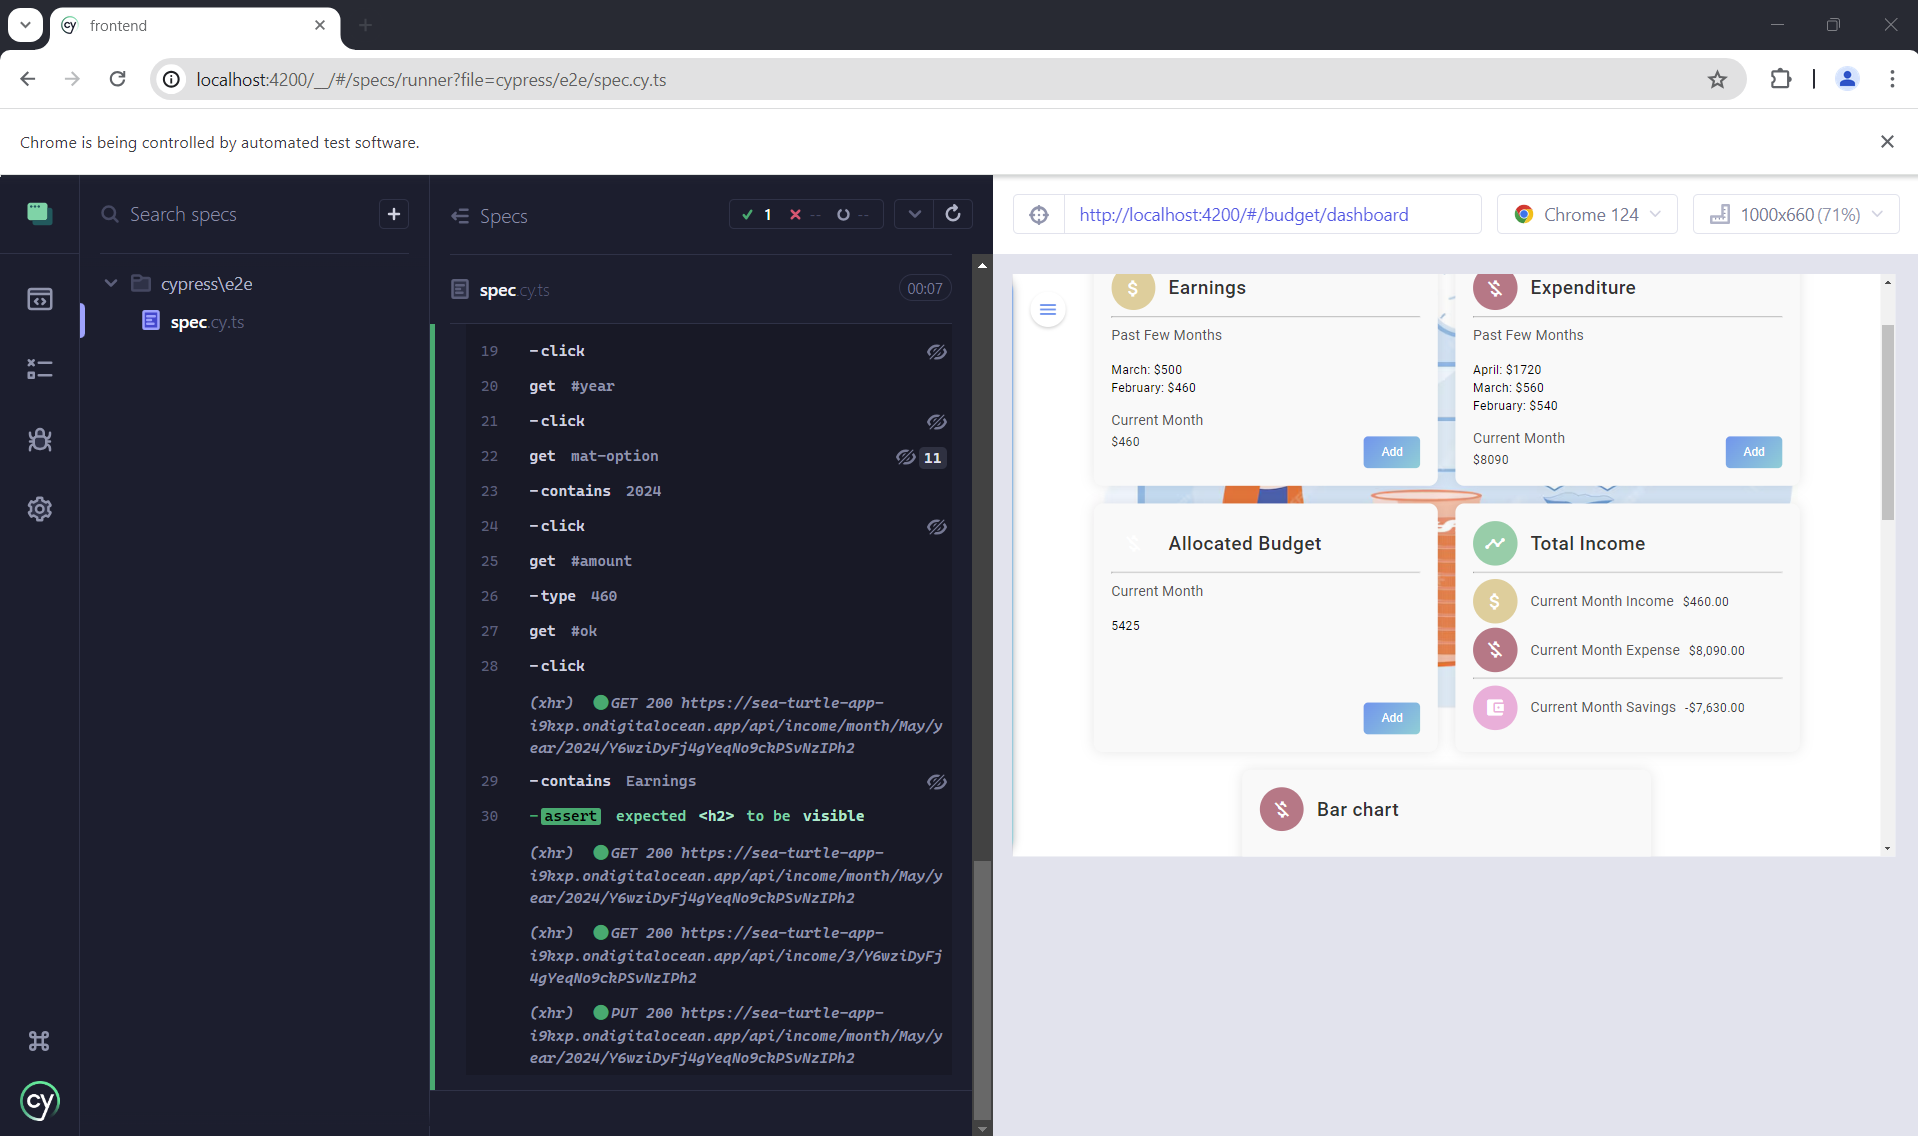 frontend
localhost:4200/__/#/specs/runner?file=cypress/e2e/spec.cy.ts
Chrome is being controlled by automated test software.
Search specs
cypress\e2e
spec.cy.ts
Specs
1 -- --
spec.cy.ts 00:07
19 -click
20 get #year
21 -click
22 get mat-option 11
23 -contains 2024
24 -click
25 get #amount
26 -type 460
27 get #ok
28 -click
(xhr) GET 200 https://sea-turtle-app-
i9kxp.ondigitalocean.app/api/income/month/May/y
ear/2024/Y6wziDyFj4gYeqNo9ckPSvNzIPh2
29 -contains Earnings
30 -assert expected <h2> to be visible
(xhr) GET 200 https://sea-turtle-app-
i9kxp.ondigitalocean.app/api/income/month/May/y
ear/2024/Y6wziDyFj4gYeqNo9ckPSvNzIPh2
(xhr) GET 200 https://sea-turtle-app-
i9kxp.ondigitalocean.app/api/income/3/Y6wziDyFj
4gYeqNo9ckPSvNzIPh2
(xhr) PUT 200 https://sea-turtle-app-
i9kxp.ondigitalocean.app/api/income/month/May/y
ear/2024/Y6wziDyFj4gYeqNo9ckPSvNzIPh2
cy
http://localhost:4200/#/budget/dashboard
Chrome 124
1000x660 (71%)
Earnings
Past Few Months
March: $500
February: $460
Current Month
$460
Add
Expenditure
Past Few Months
April: $1720
March: $560
February: $540
Current Month
$8090
Add
Allocated Budget
Current Month
5425
Add
Total Income
Current Month Income $460.00
Current Month Expense $8,090.00
Current Month Savings -$7,630.00
Bar chart